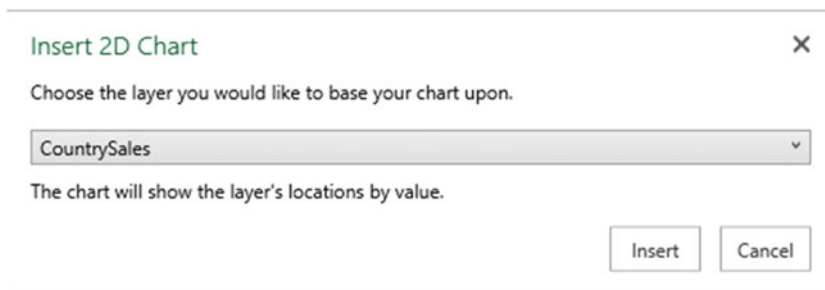 Insert 2D Chart
Choose the layer you would like to base your chart upon.
CountrySales
The chart will show the layer's locations by value.
Insert Cancel